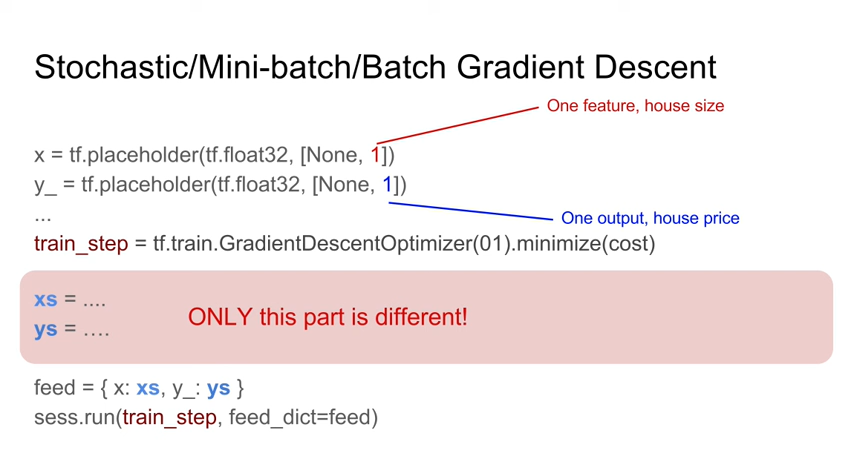 Stochastic/Mini-batch/Batch Gradient Descent
One feature, house size
x = tf.placeholder(tf.float32, [None, 1])
y_ = tf.placeholder(tf.float32, [None, 1])
...
One output, house price
train_step = tf.train.GradientDescentOptimizer(01).minimize(cost)
xs = ....
ONLY this part is different!
ys = ….
feed = { x: xs, y_: ys }
sess.run(train_step, feed_dict=feed)